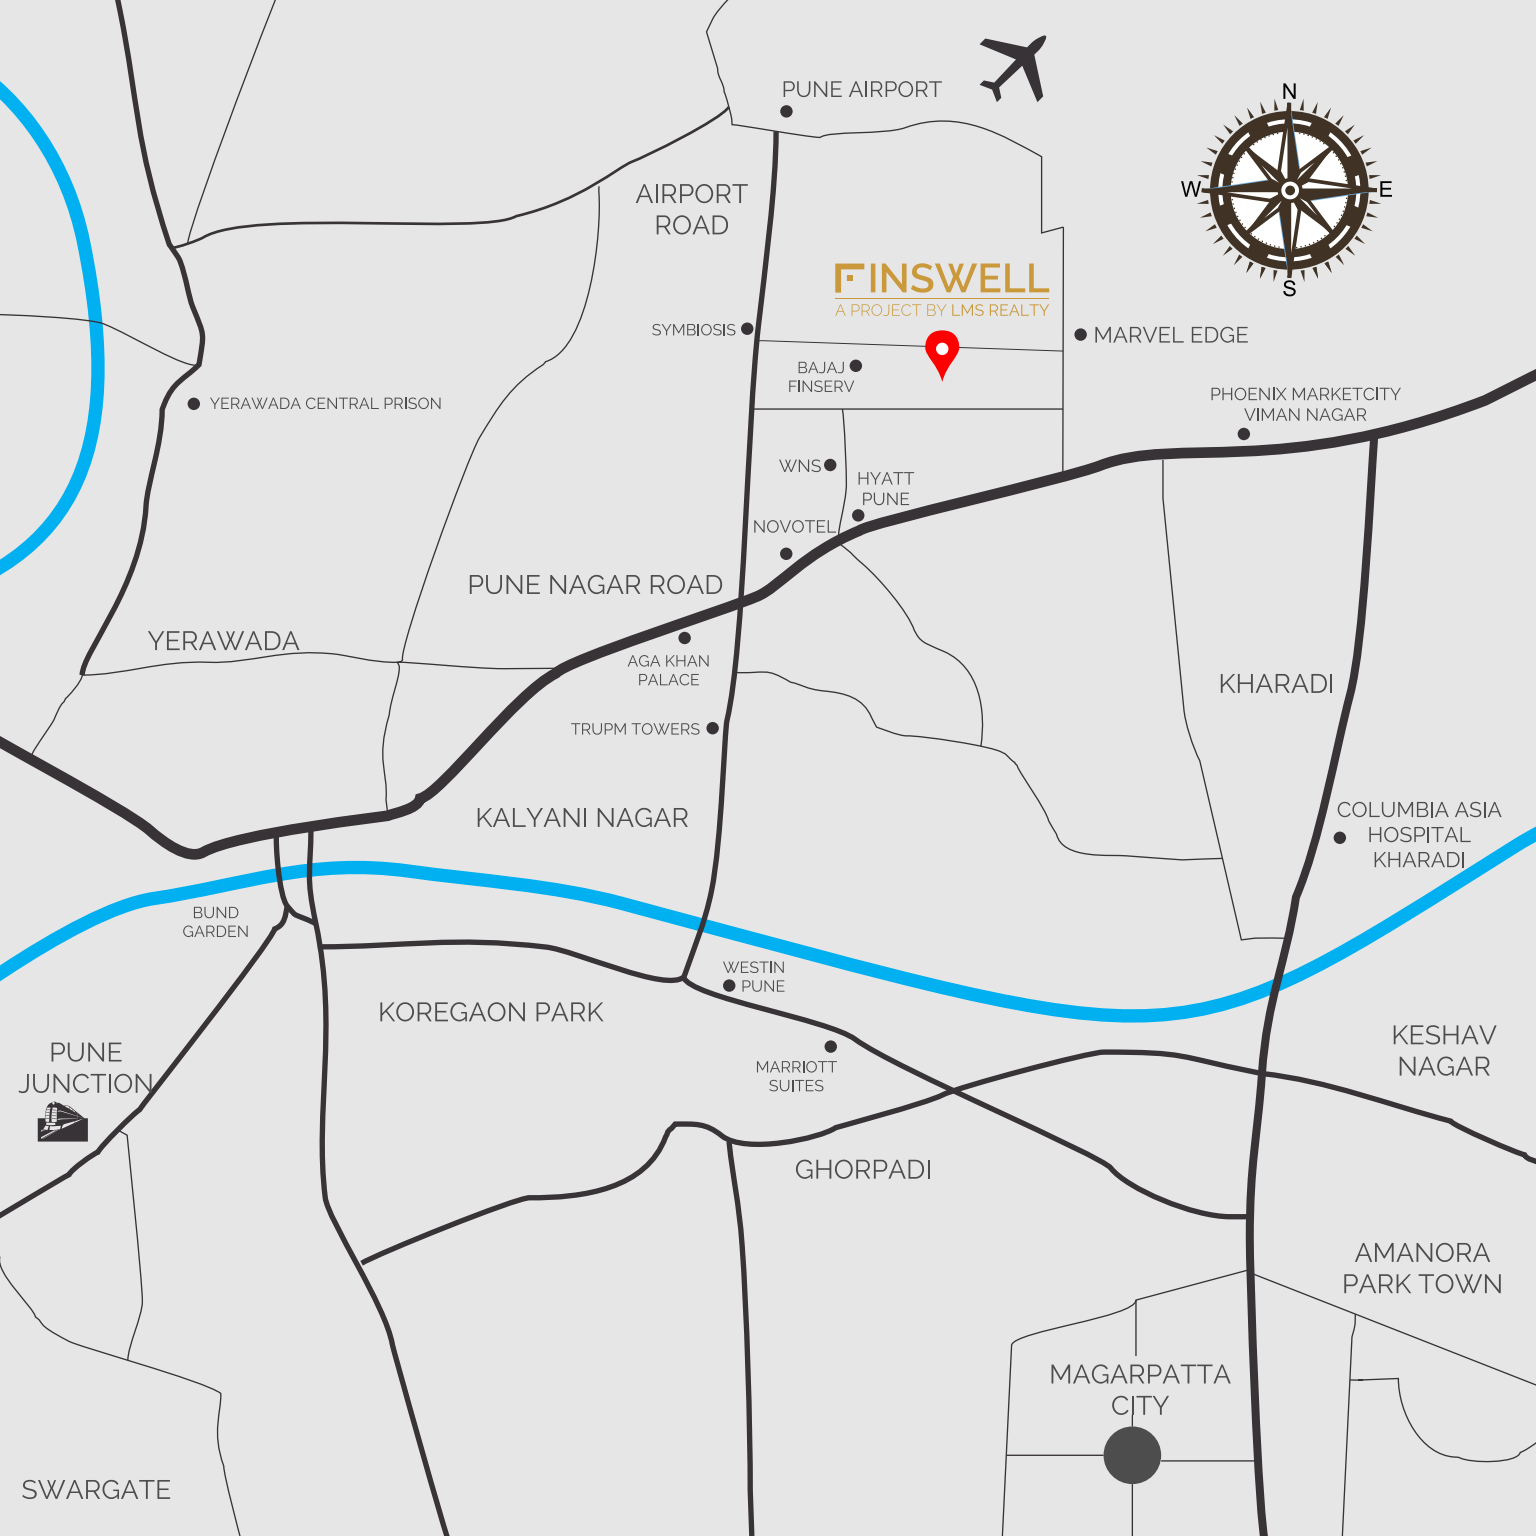 PUNE AIRPORT
N
W
E
S
AIRPORT
ROAD
FINSWELL
A PROJECT BY LMS REALTY
SYMBIOSIS
MARVEL EDGE
BAJAJ
FINSERV
PHOENIX MARKETCITY
VIMAN NAGAR
YERAWADA CENTRAL PRISON
WNS
HYATT
PUNE
NOVOTEL
PUNE NAGAR ROAD
YERAWADA
AGA KHAN
PALACE
KHARADI
TRUPM TOWERS
KALYANI NAGAR
COLUMBIA ASIA
HOSPITAL
KHARADI
BUND
GARDEN
WESTIN
PUNE
KOREGAON PARK
PUNE
JUNCTION
KESHAV
NAGAR
MARRIOTT
SUITES
GHORPADI
AMANORA
PARK TOWN
MAGARPATTA
CITY
SWARGATE